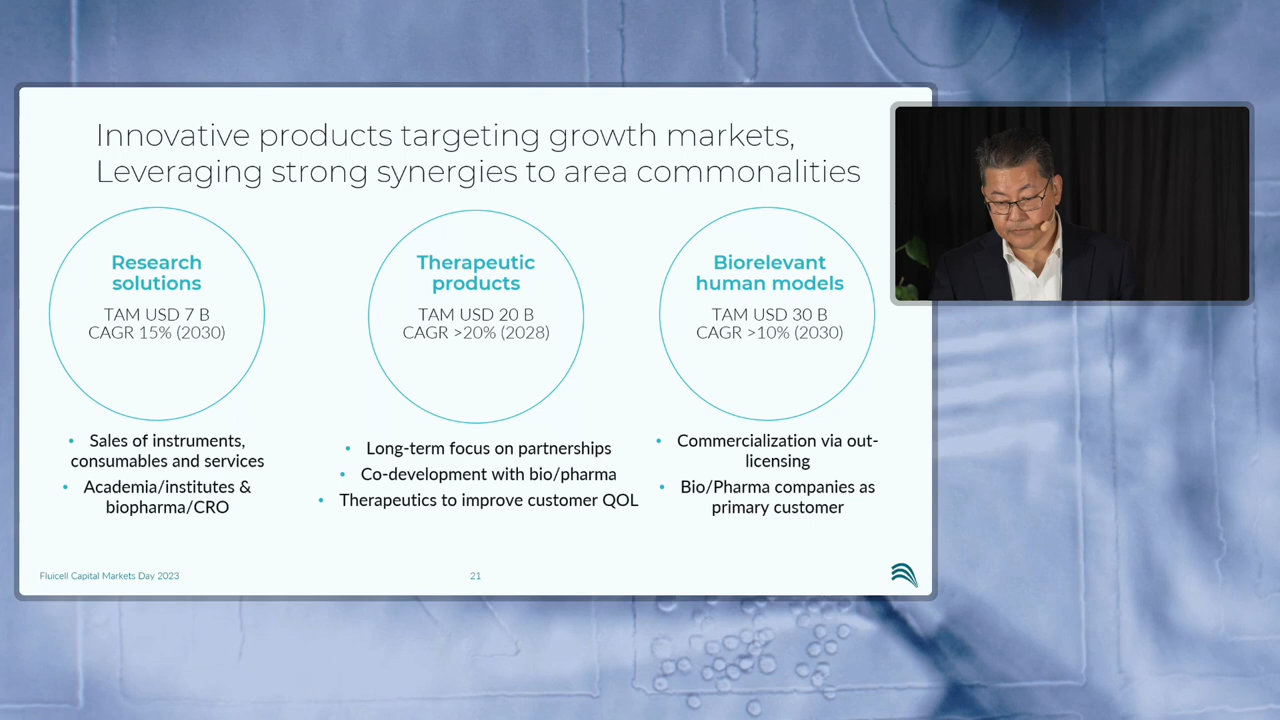 Innovative products targeting growth markets,
Leveraging strong synergies to area commonalities
Research
solutions
TAM USD 7 B
CAGR 15% (2030)
• Sales of instruments,
consumables and services
• Academia/institutes &
biopharma/CRO
Therapeutic
products
TAM USD 20 B
CAGR >20% (2028)
• Long-term focus on partnerships
• Co-development with bio/pharma
• Therapeutics to improve customer QOL
Biorelevant
human models
TAM USD 30 B
CAGR >10% (2030)
• Commercialization via out-
licensing
• Bio/Pharma companies as
primary customer
Fluicell Capital Markets Day 2023
21